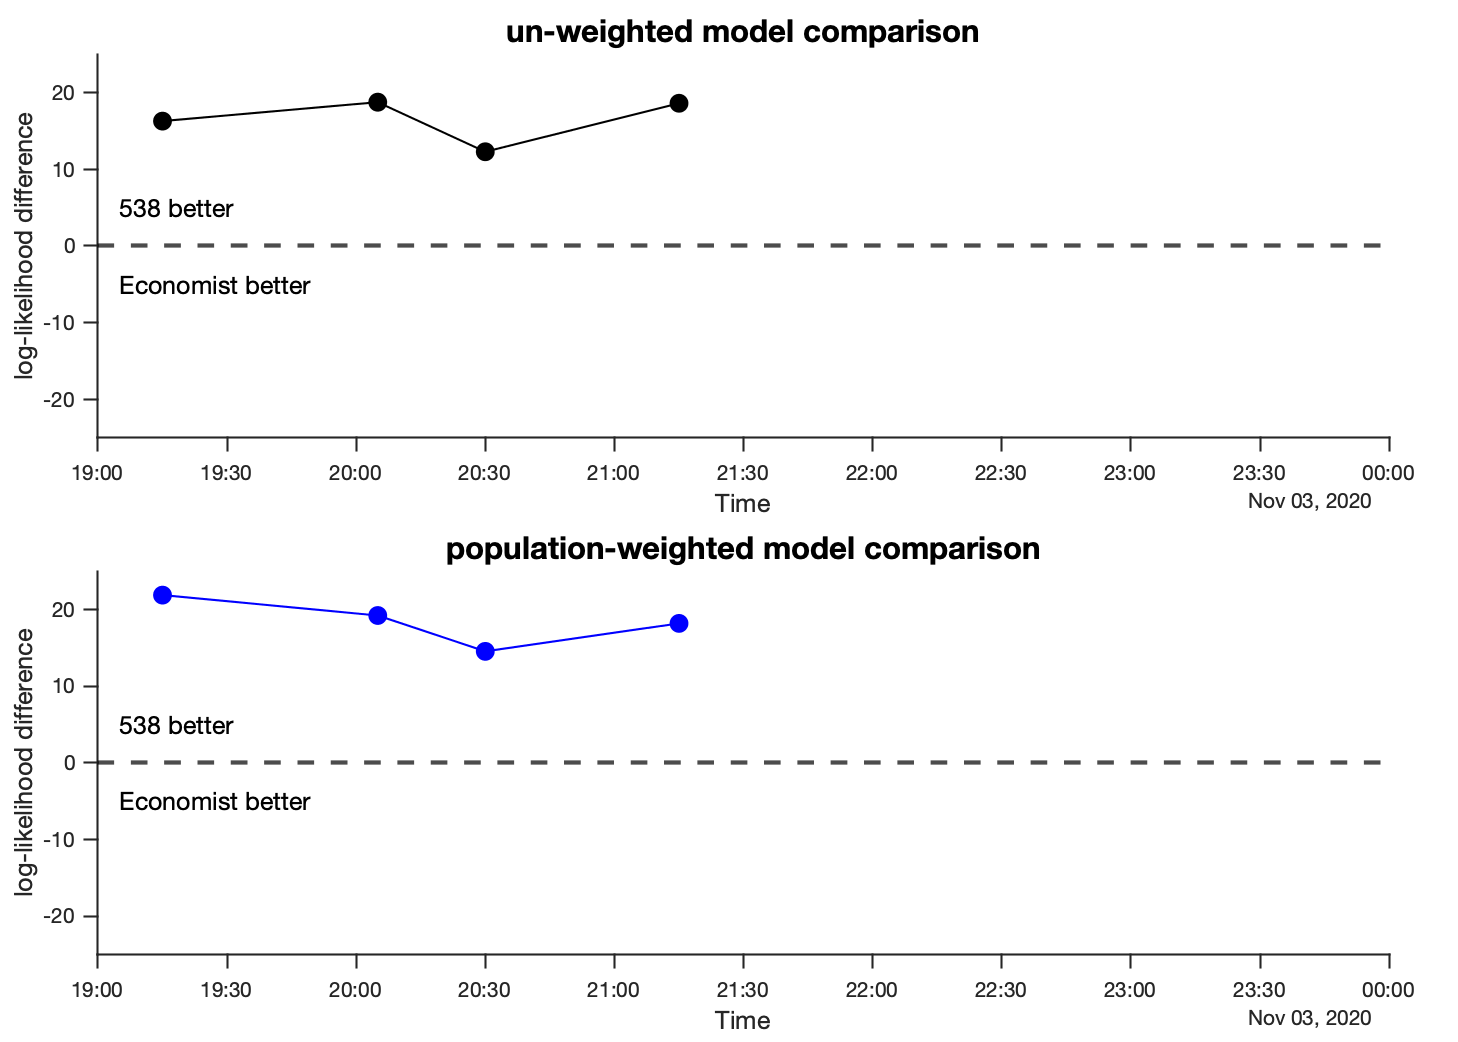 un-weighted model comparison
log-likelihood difference
20
10
538 better
0
Economist better
-10
-20
19:00 19:30 20:00 20:30 21:00 21:30 22:00 22:30 23:00 23:30 00:00
Time
Nov 03, 2020
population-weighted model comparison
log-likelihood difference
20
10
538 better
0
Economist better
-10
-20
19:00 19:30 20:00 20:30 21:00 21:30 22:00 22:30 23:00 23:30 00:00
Time
Nov 03, 2020